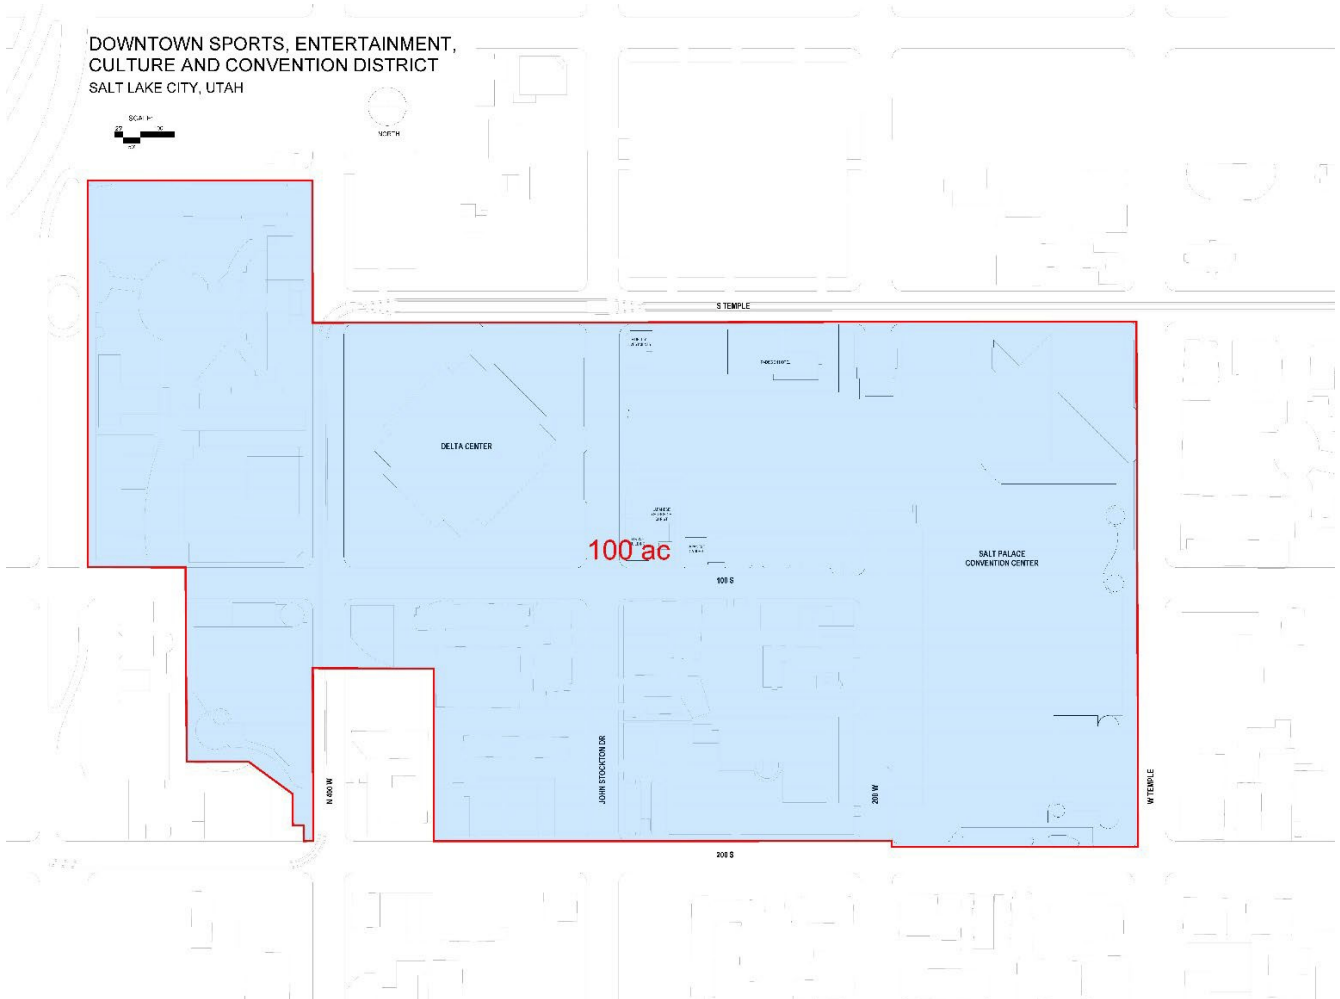 DOWNTOWN SPORTS, ENTERTAINMENT,
CULTURE AND CONVENTION DISTRICT
SALT LAKE CITY, UTAH
SCALE:
NORTH
S TEMPLE
DELTA CENTER
100 ac
SALT PALACE
CONVENTION CENTER
100 S
JOHN STOCKTON DR
N 400 W
200 W
W TEMPLE
200 S